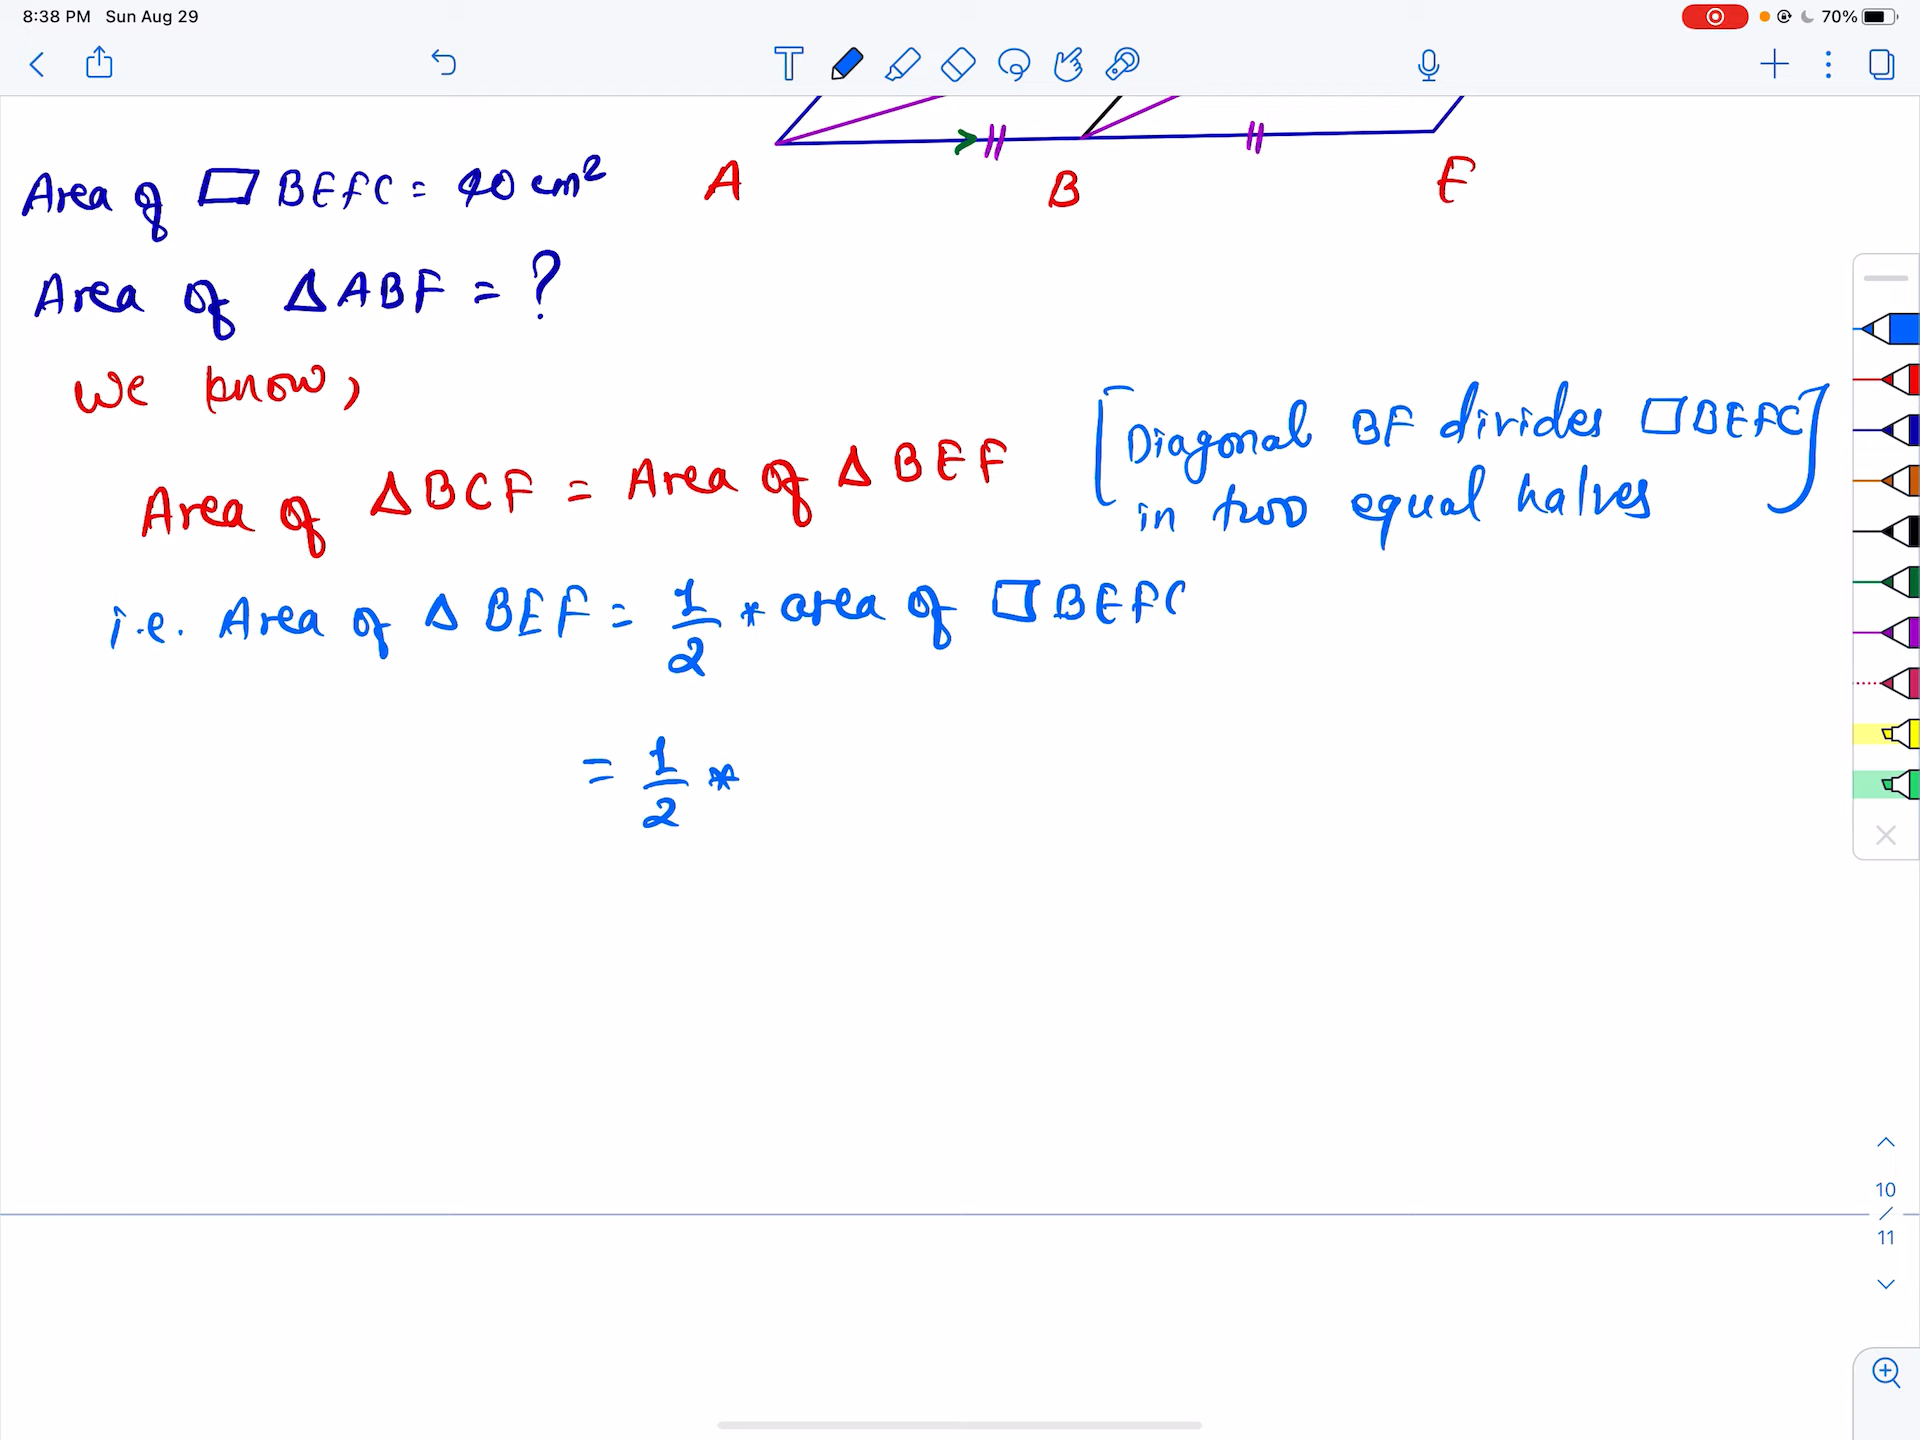 8:38 PM Sun Aug 29
70%
T
A B E
Area of ▱ BEFC = 40 cm²
Area of Δ ABF = ?
We know,
Area of Δ BCF = Area of Δ BEF [Diagonal BF divides ▱ BEFC
in two equal halves]
i.e. Area of Δ BEF = 1/2 * area of ▱ BEFC
= 1/2 *
10
/
11